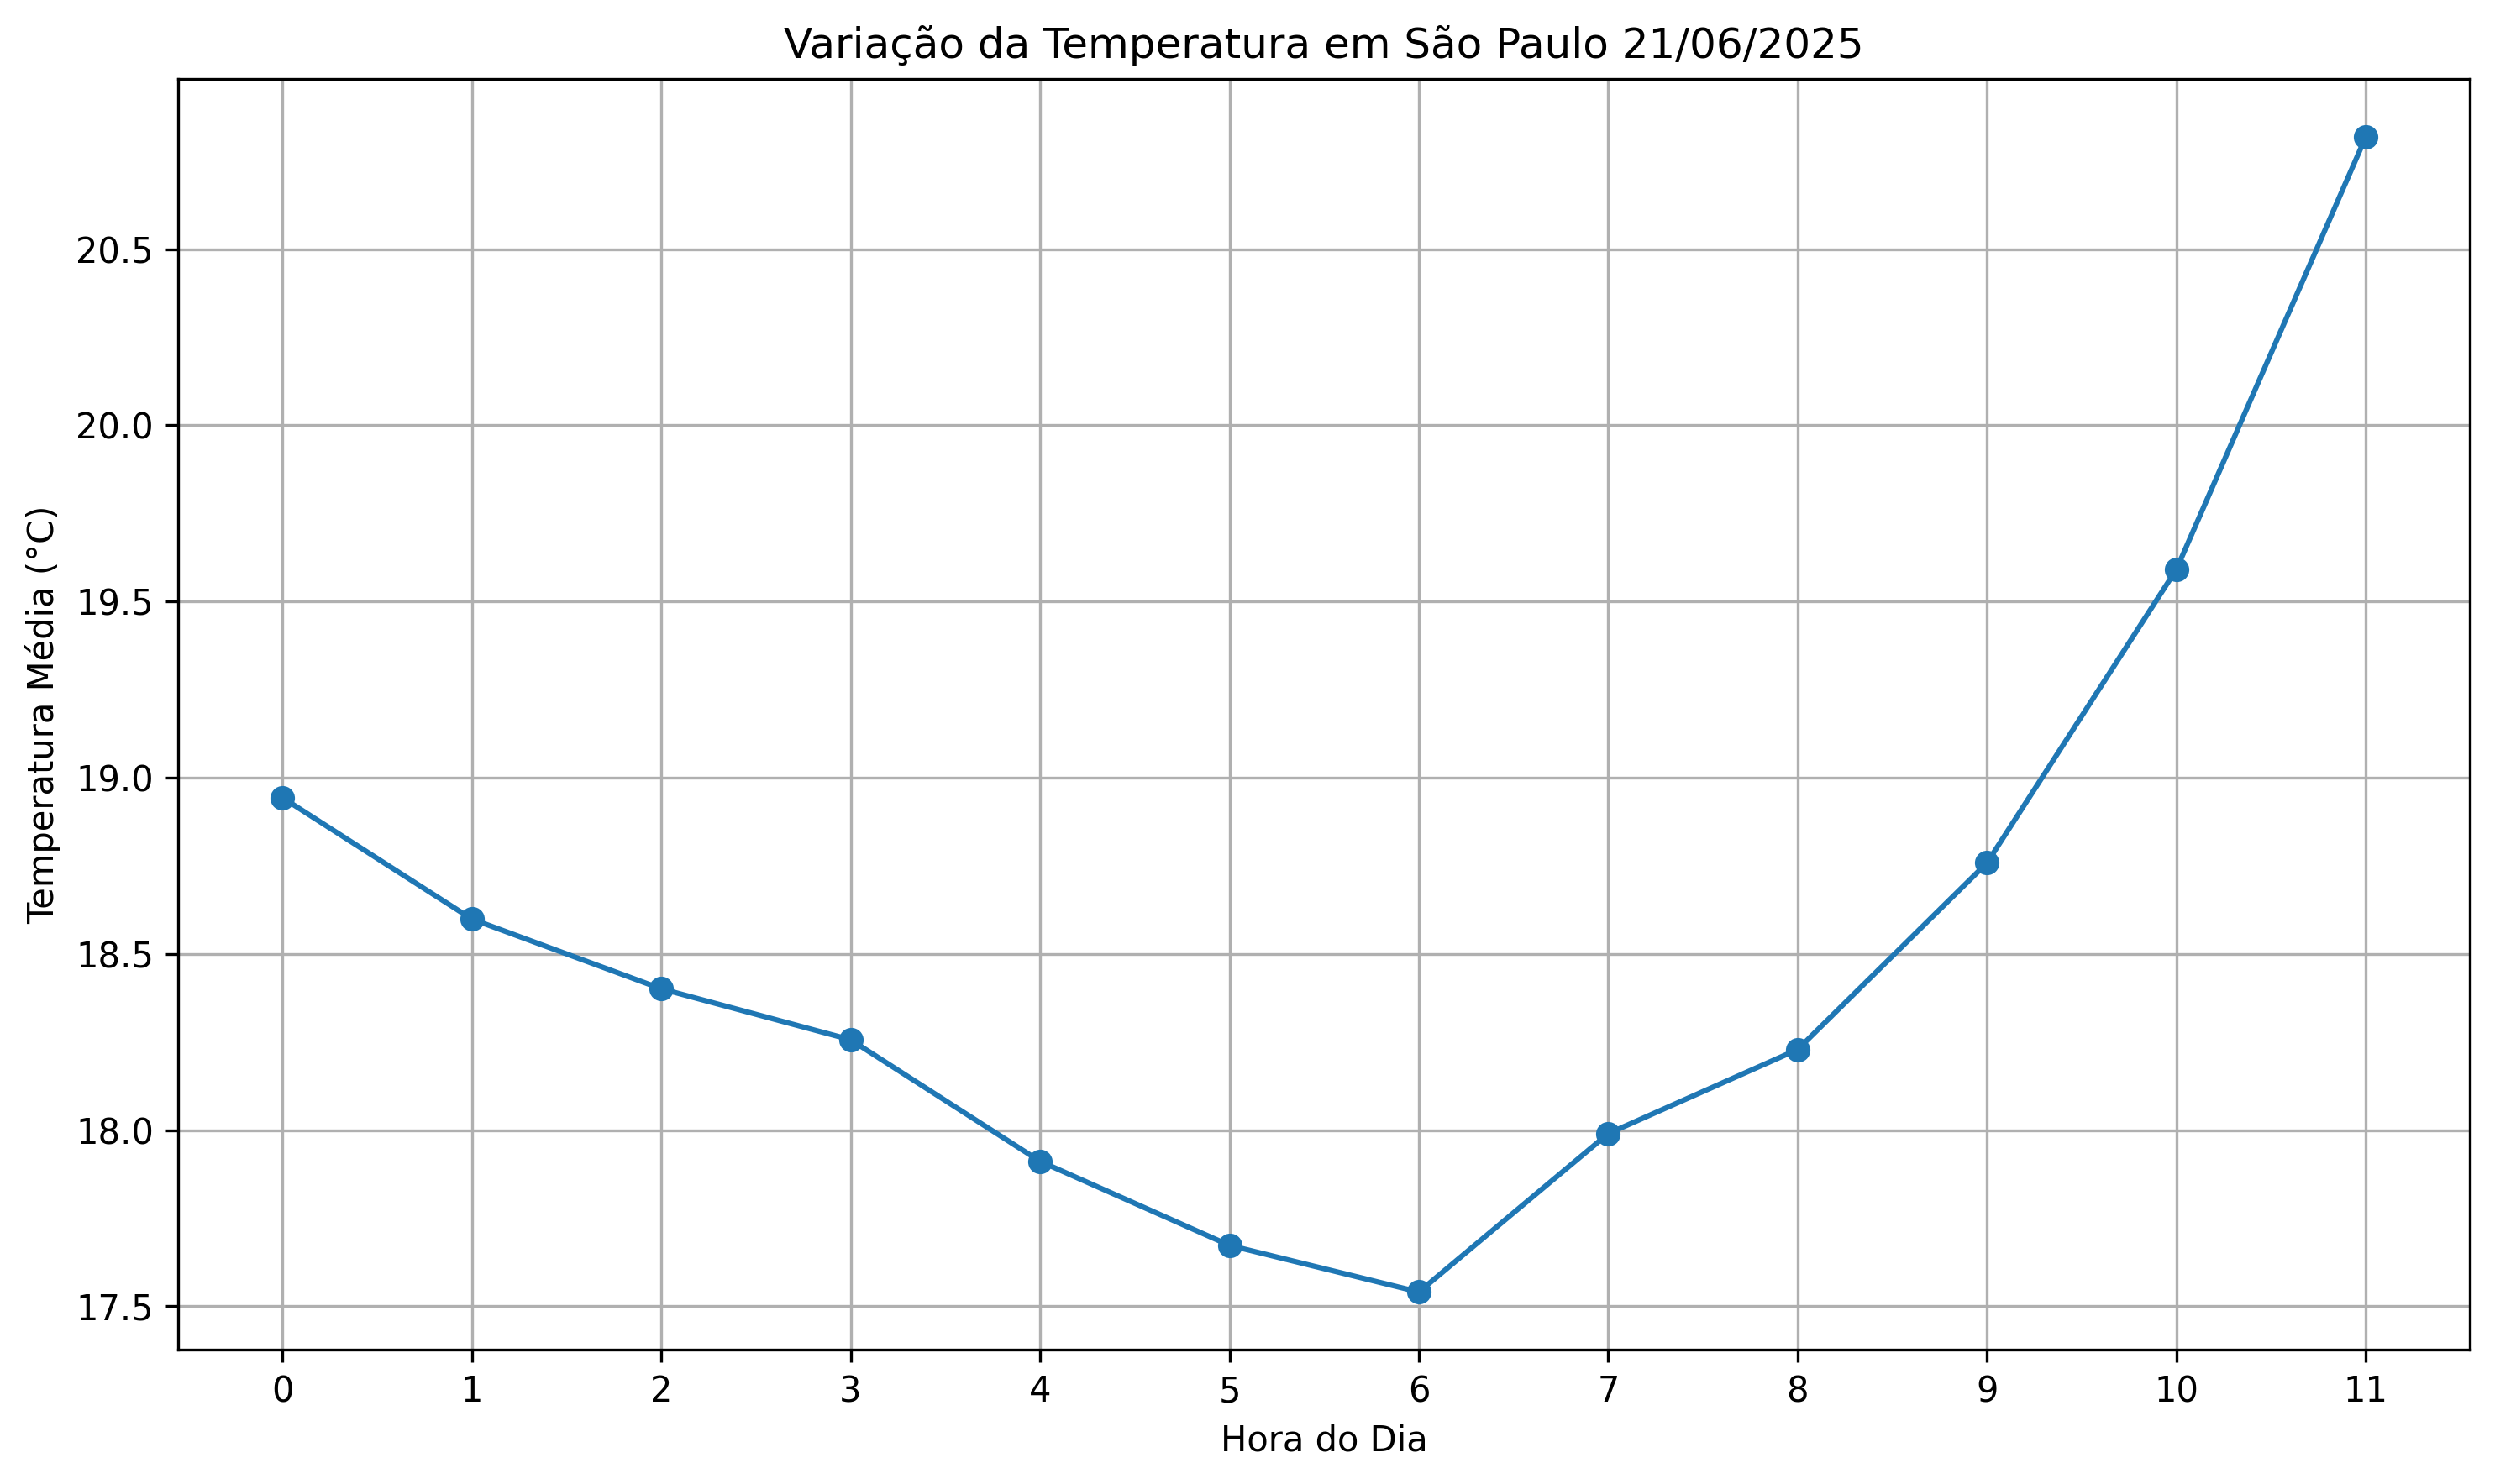 Variação da Temperatura em São Paulo 21/06/2025
Temperatura Média (°C)
20.5
20.0
19.5
19.0
18.5
18.0
17.5
0 1 2 3 4 5 6 7 8 9 10 11
Hora do Dia